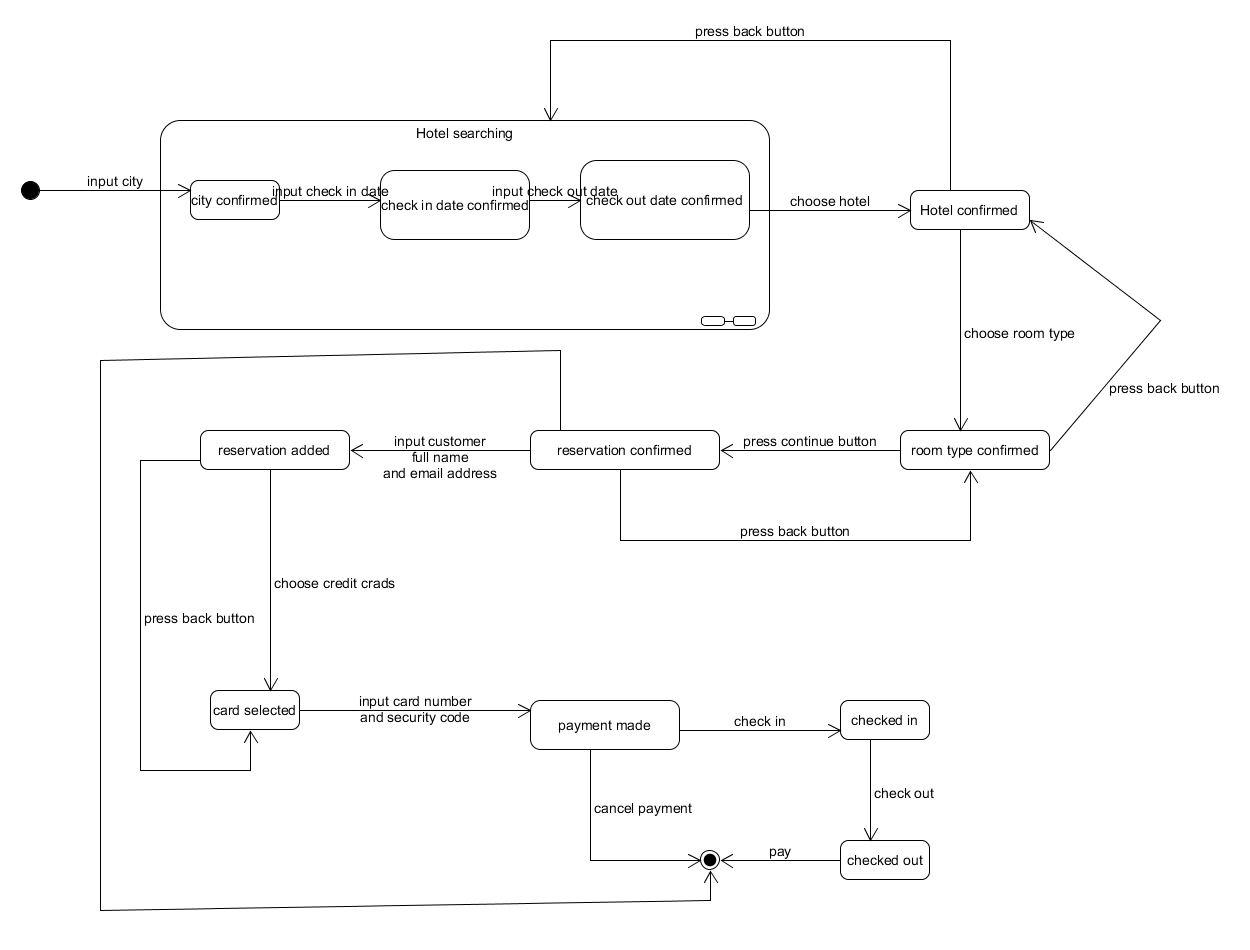 press back button
Hotel searching
input city
city confirmed
input check in date
check in date confirmed
input check out date
check out date confirmed
choose hotel
Hotel confirmed
choose room type
press back button
reservation added
input customer
full name
and email address
reservation confirmed
press continue button
room type confirmed
press back button
choose credit crads
press back button
card selected
input card number
and security code
payment made
check in
checked in
cancel payment
check out
pay
checked out